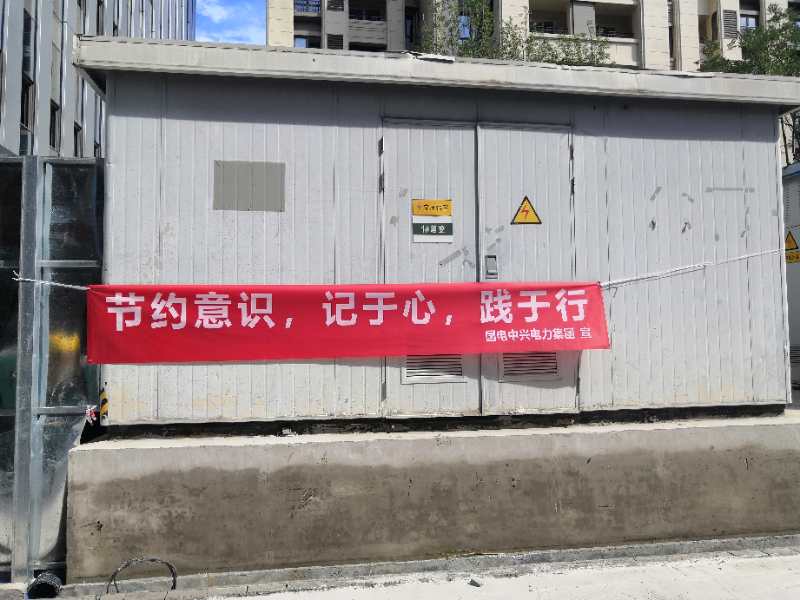 节约意识，记于心，践于行
国电中兴电力集团 宣